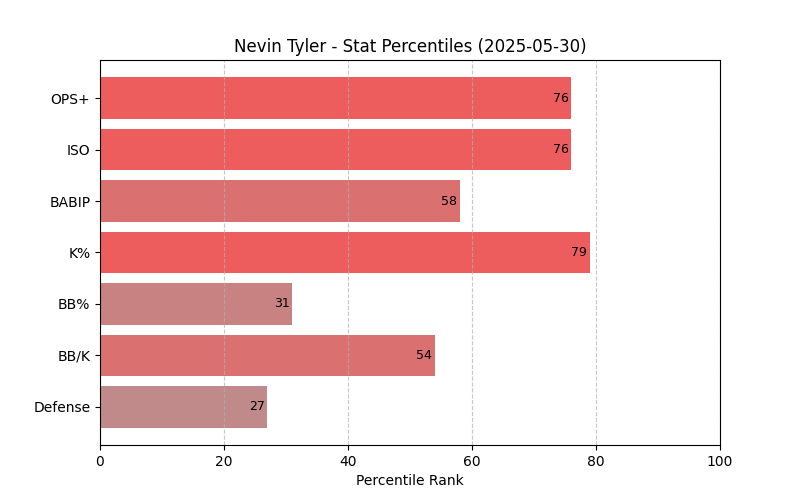 Nevin Tyler - Stat Percentiles (2025-05-30)
OPS+ 76
ISO 76
BABIP 58
K% 79
BB% 31
BB/K 54
Defense 27
0 20 40 60 80 100
Percentile Rank